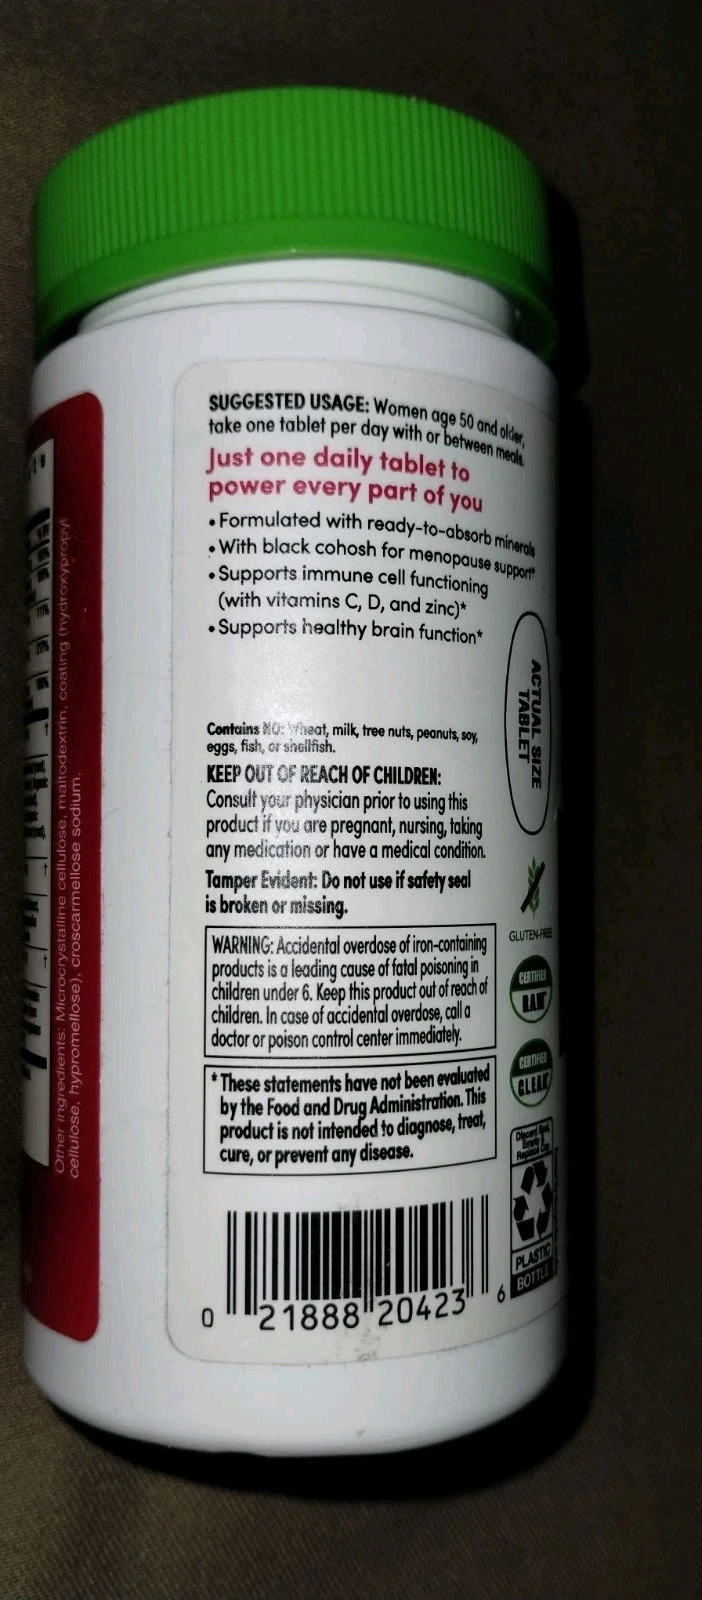 SUGGESTED USAGE: Women age 50 and older,
take one tablet per day with or between meals.
Just one daily tablet to
power every part of you
• Formulated with ready-to-absorb minerals
• With black cohosh for menopause support*
• Supports immune cell functioning
(with vitamins C, D, and zinc)*
• Supports healthy brain function*
Contains NO: Wheat, milk, tree nuts, peanuts, soy,
eggs, fish, or shellfish.
KEEP OUT OF REACH OF CHILDREN:
Consult your physician prior to using this
product if you are pregnant, nursing, taking
any medication or have a medical condition.
Tamper Evident: Do not use if safety seal
is broken or missing.
WARNING: Accidental overdose of iron-containing
products is a leading cause of fatal poisoning in
children under 6. Keep this product out of reach of
children. In case of accidental overdose, call a
doctor or poison control center immediately.
* These statements have not been evaluated
by the Food and Drug Administration. This
product is not intended to diagnose, treat,
cure, or prevent any disease.
0 21888 20423 6
ACTUAL SIZE
TABLET
GLUTEN-FREE
CERTIFIED
RAW
CERTIFIED
CLEAN
Discard Seal,
Empty &
Replace Cap
PLASTIC
BOTTLE
Other ingredients: Microcrystalline cellulose, maltodextrin, coating (hydroxypropyl
cellulose, hypromellose), croscarmellose sodium.